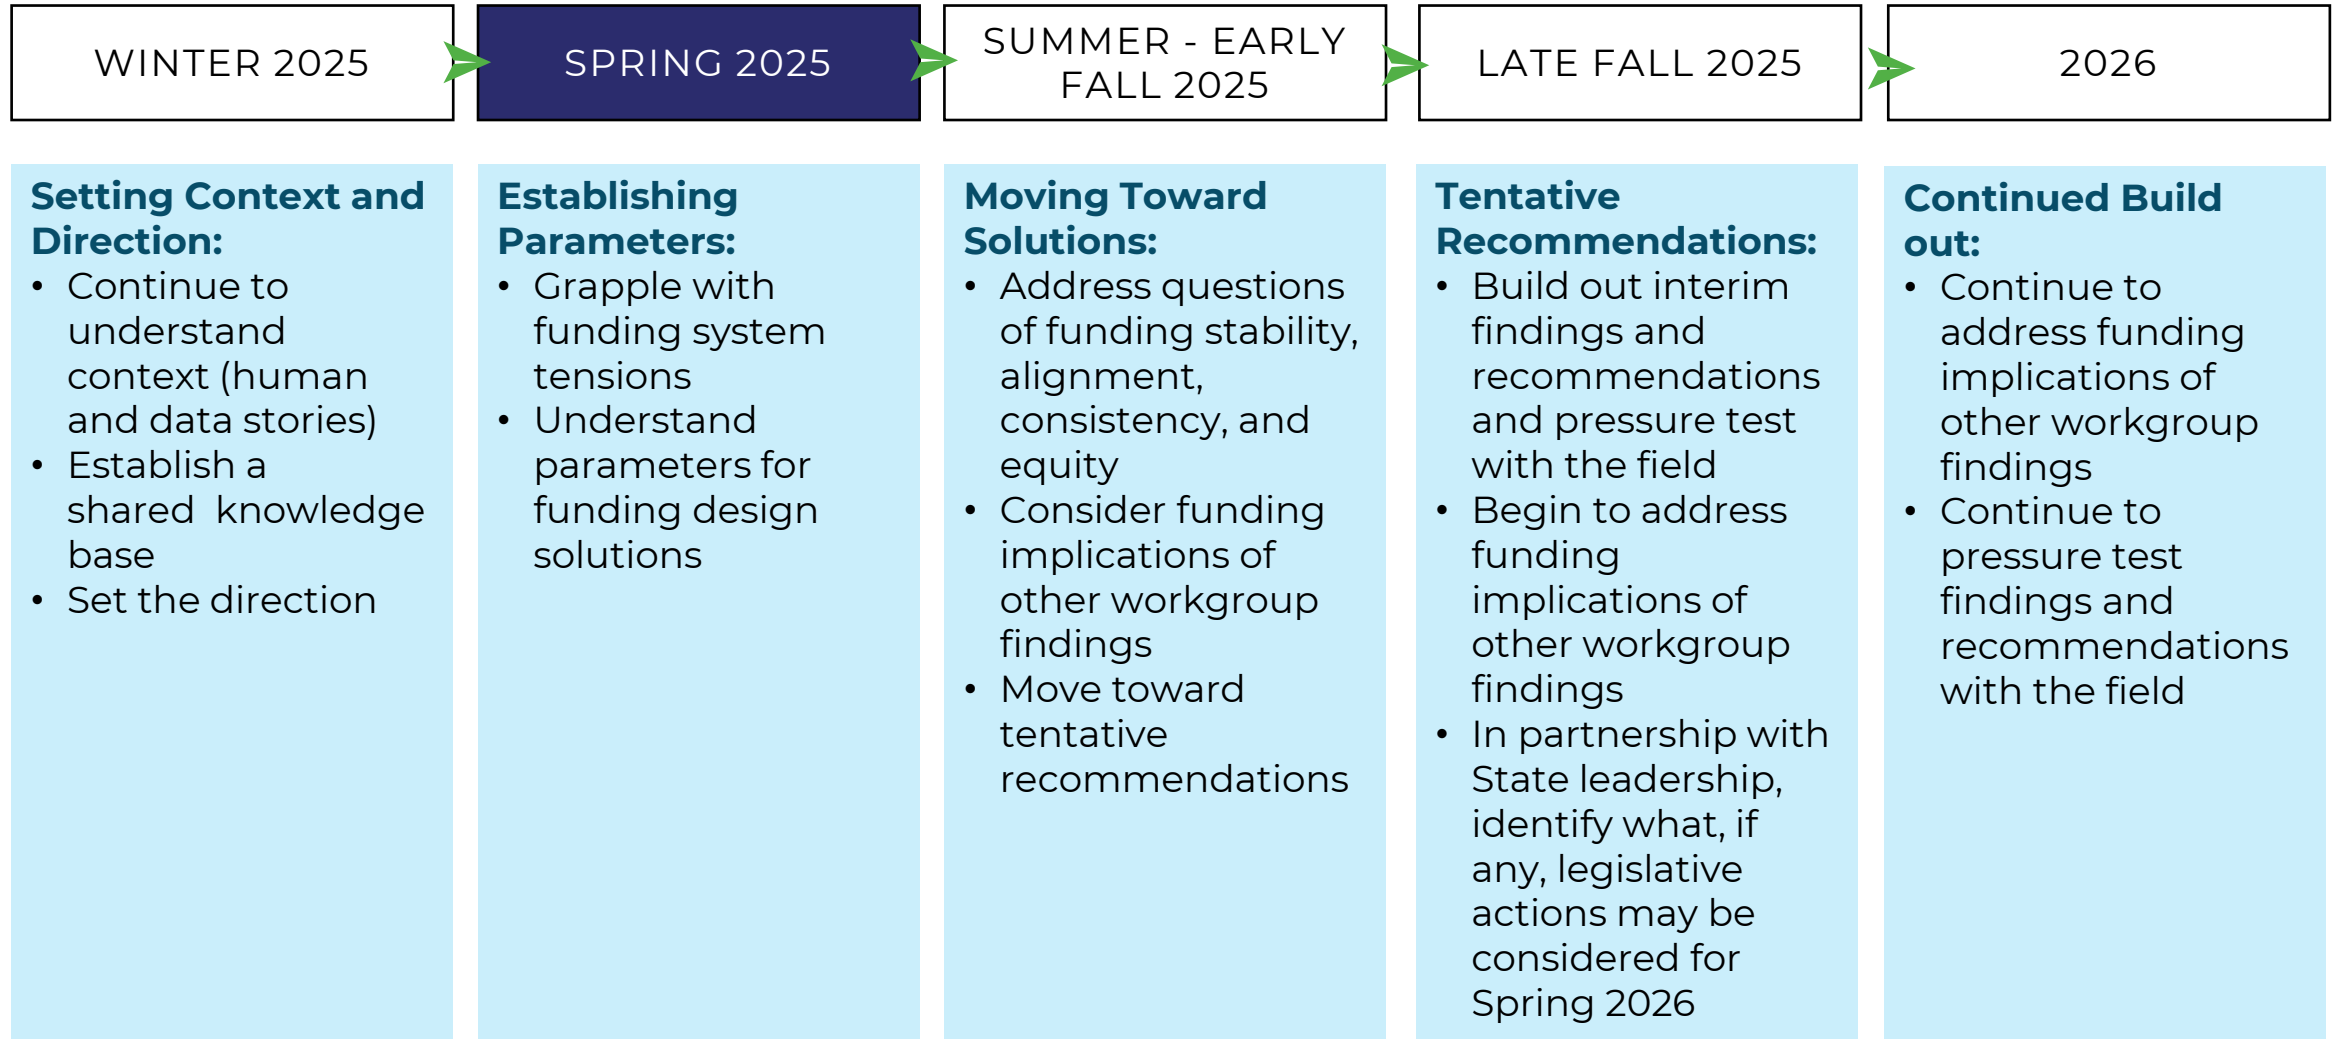 WINTER 2025
SPRING 2025
SUMMER - EARLY
FALL 2025
LATE FALL 2025
2026
Setting Context and
Direction:
• Continue to
understand
context (human
and data stories)
• Establish a
shared  knowledge
base
• Set the direction
Establishing
Parameters:
• Grapple with
funding system
tensions
• Understand
parameters for
funding design
solutions
Moving Toward
Solutions:
• Address questions
of funding stability,
alignment,
consistency, and
equity
• Consider funding
implications of
other workgroup
findings
• Move toward
tentative
recommendations
Tentative
Recommendations:
• Build out interim
findings and
recommendations
and pressure test
with the field
• Begin to address
funding
implications of
other workgroup
findings
• In partnership with
State leadership,
identify what, if
any, legislative
actions may be
considered for
Spring 2026
Continued Build
out:
• Continue to
address funding
implications of
other workgroup
findings
• Continue to
pressure test
findings and
recommendations
with the field